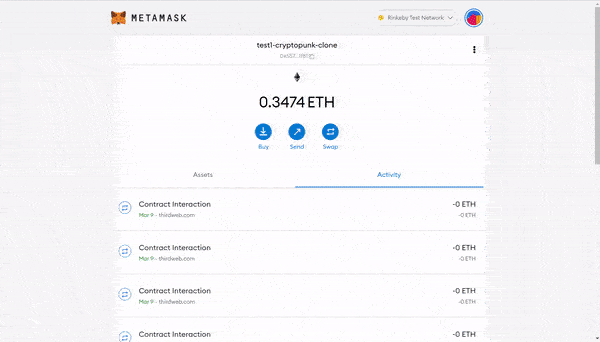 METAMASK
Rinkeby Test Network
test1-cryptopunk-clone
0.3474 ETH
Buy Send Swap
Assets Activity
Contract Interaction -0 ETH
Mar 9 - thirdweb.com -0 ETH
Contract Interaction -0 ETH
Mar 9 - thirdweb.com -0 ETH
Contract Interaction -0 ETH
Mar 9 - thirdweb.com -0 ETH
Contract Interaction -0 ETH